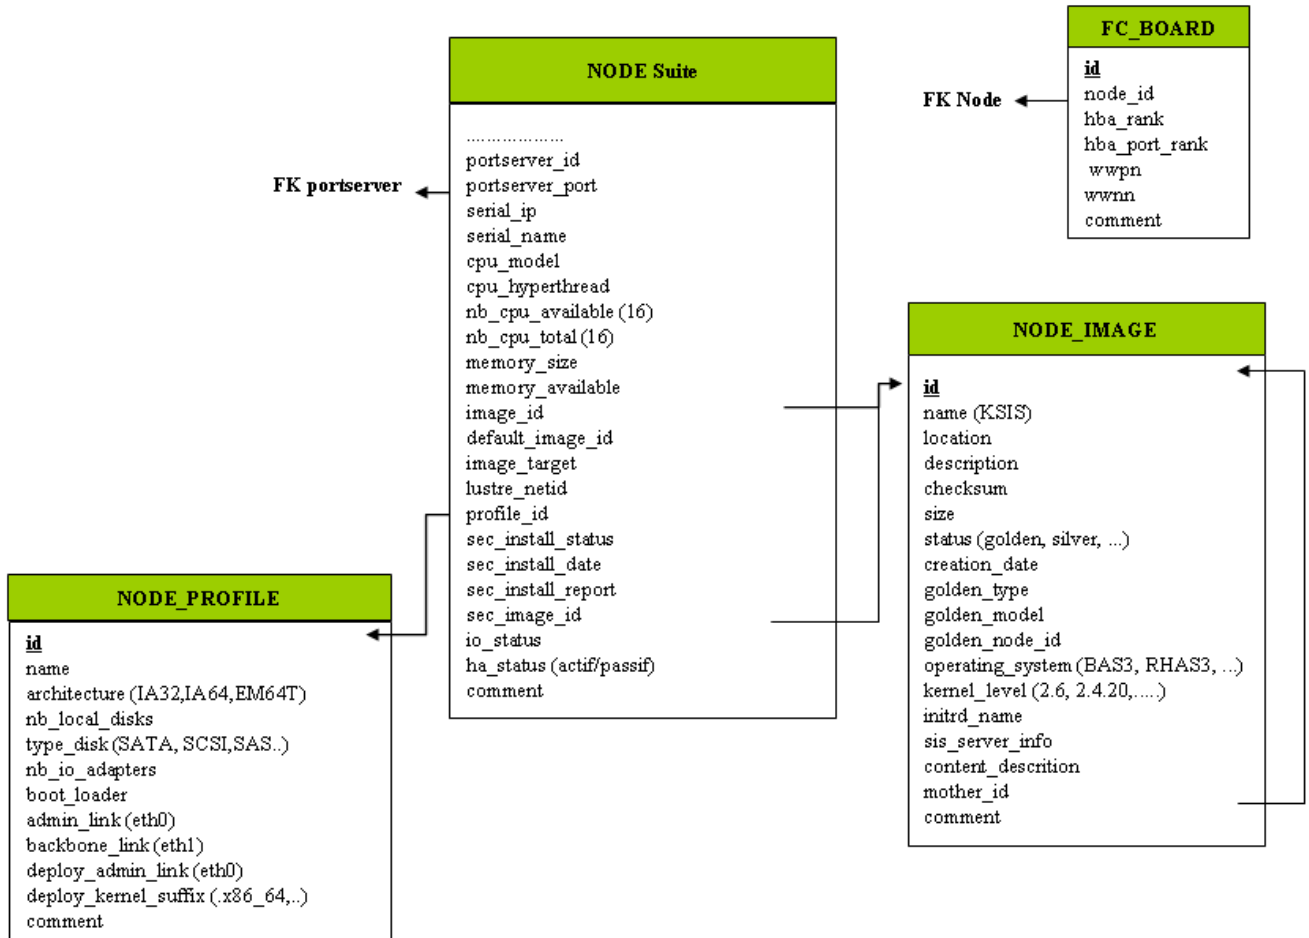 NODE Suite
...................
portserver_id
portserver_port
serial_ip
serial_name
cpu_model
cpu_hyperthread
nb_cpu_available (16)
nb_cpu_total (16)
memory_size
memory_available
image_id
default_image_id
image_target
lustre_netid
profile_id
sec_install_status
sec_install_date
sec_install_report
sec_image_id
io_status
ha_status (actif/passif)
comment
FK portserver
FC_BOARD
id
node_id
hba_rank
hba_port_rank
wwpn
wwnn
comment
FK Node
NODE_IMAGE
id
name (KSIS)
location
description
checksum
size
status (golden, silver, ...)
creation_date
golden_type
golden_model
golden_node_id
operating_system (BAS3, RHAS3, ...)
kernel_level (2.6, 2.4.20,.....)
initrd_name
sis_server_info
content_descrition
mother_id
comment
NODE_PROFILE
id
name
architecture (IA32,IA64,EM64T)
nb_local_disks
type_disk (SATA, SCSI,SAS..)
nb_io_adapters
boot_loader
admin_link (eth0)
backbone_link (eth1)
deploy_admin_link (eth0)
deploy_kernel_suffix (.x86_64,..)
comment